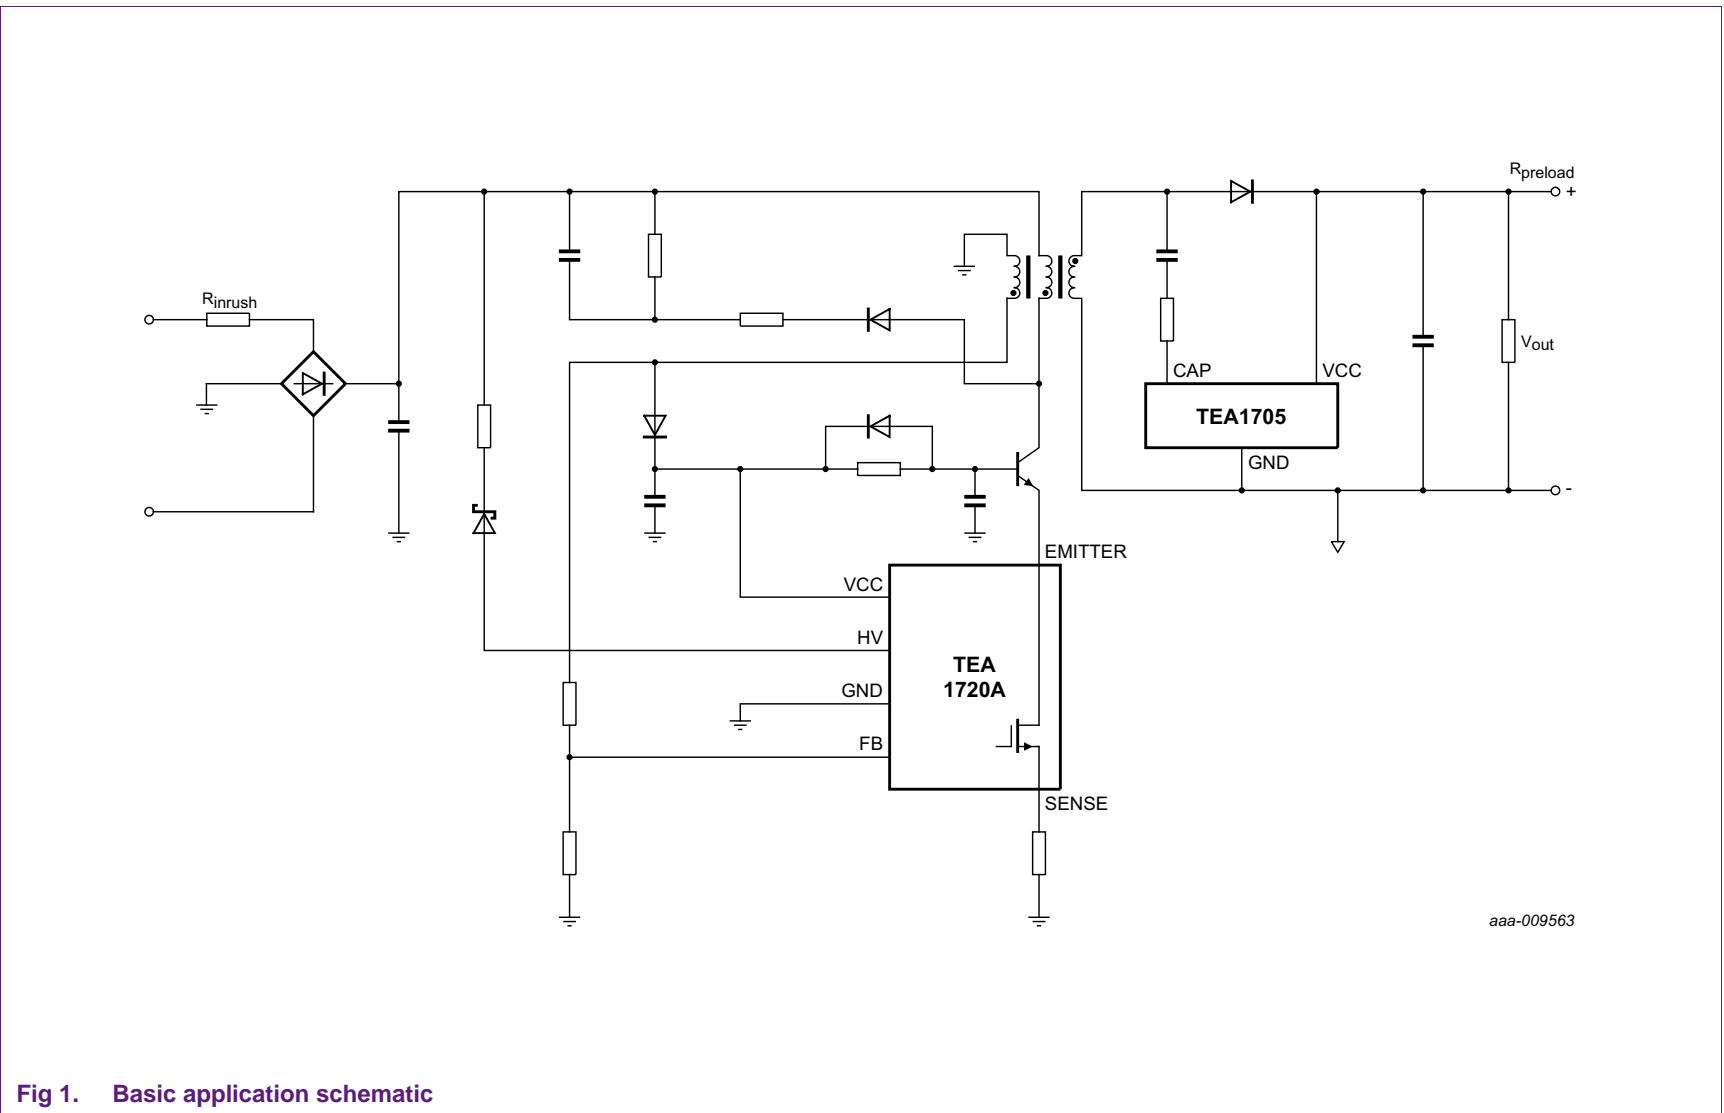 Rpreload
+
Rinrush
Vout
CAP
VCC
TEA1705
GND
-
EMITTER
VCC
HV
TEA
1720A
GND
FB
SENSE
aaa-009563
Fig 1. Basic application schematic